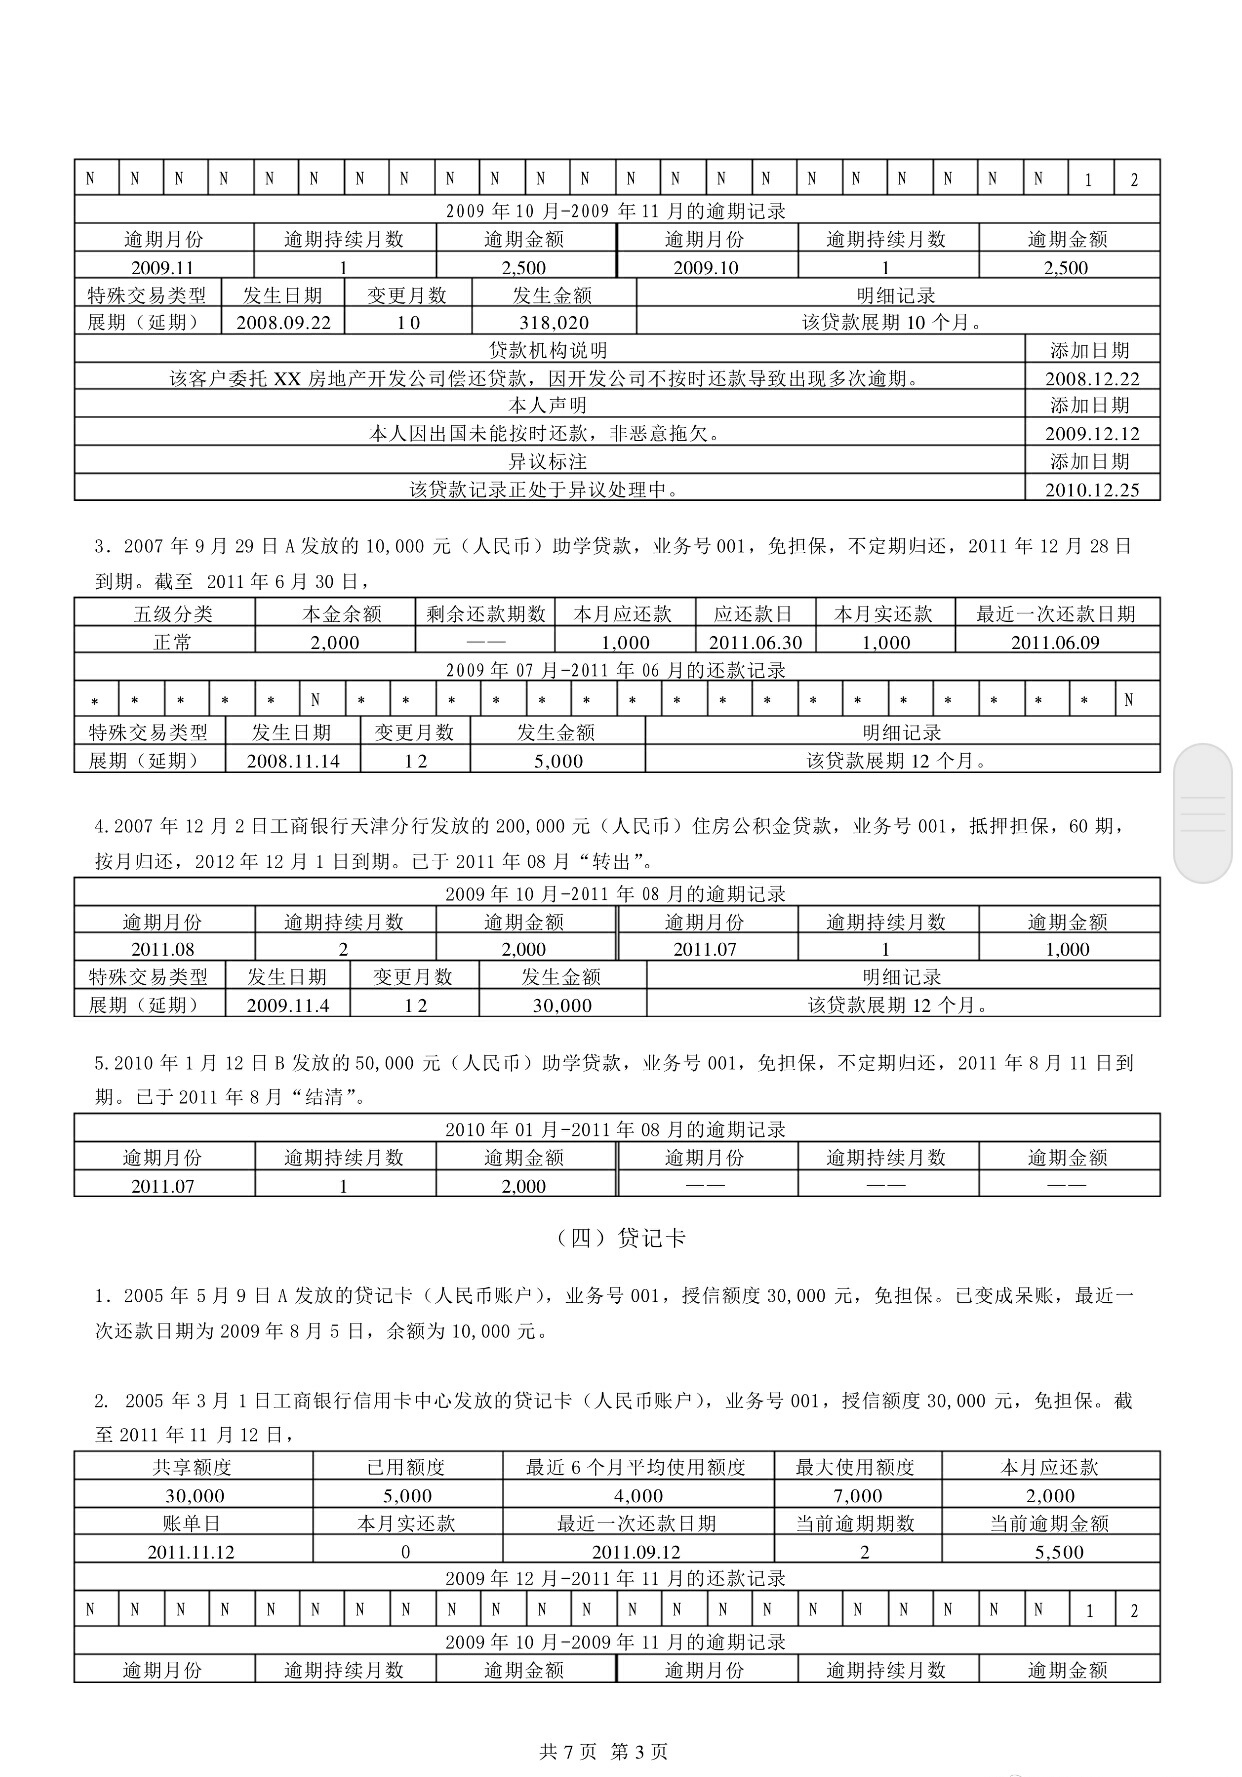 N N N N N N N N N N N N N N N N N N N N N N 1 2
2009 年 10 月-2009 年 11 月的逾期记录
逾期月份 逾期持续月数 逾期金额 逾期月份 逾期持续月数 逾期金额
2009.11 1 2,500 2009.10 1 2,500
特殊交易类型 发生日期 变更月数 发生金额 明细记录
展期（延期） 2008.09.22 10 318,020 该贷款展期 10 个月。
贷款机构说明 添加日期
该客户委托 XX 房地产开发公司偿还贷款，因开发公司不按时还款导致出现多次逾期。 2008.12.22
本人声明 添加日期
本人因出国未能按时还款，非恶意拖欠。 2009.12.12
异议标注 添加日期
该贷款记录正处于异议处理中。 2010.12.25
3. 2007 年 9 月 29 日 A 发放的 10,000 元（人民币）助学贷款，业务号 001，免担保，不定期归还，2011 年 12 月 28 日
到期。截至 2011 年 6 月 30 日，
五级分类 本金余额 剩余还款期数 本月应还款 应还款日 本月实还款 最近一次还款日期
正常 2,000 —— 1,000 2011.06.30 1,000 2011.06.09
2009 年 07 月-2011 年 06 月的还款记录
* * * * * N * * * * * * * * * * * * * * * * * N
特殊交易类型 发生日期 变更月数 发生金额 明细记录
展期（延期） 2008.11.14 12 5,000 该贷款展期 12 个月。
4.2007 年 12 月 2 日工商银行天津分行发放的 200,000 元（人民币）住房公积金贷款，业务号 001，抵押担保，60 期，
按月归还，2012 年 12 月 1 日到期。已于 2011 年 08 月“转出”。
2009 年 10 月-2011 年 08 月的逾期记录
逾期月份 逾期持续月数 逾期金额 逾期月份 逾期持续月数 逾期金额
2011.08 2 2,000 2011.07 1 1,000
特殊交易类型 发生日期 变更月数 发生金额 明细记录
展期（延期） 2009.11.4 12 30,000 该贷款展期 12 个月。
5.2010 年 1 月 12 日 B 发放的 50,000 元（人民币）助学贷款，业务号 001，免担保，不定期归还，2011 年 8 月 11 日到
期。已于 2011 年 8 月“结清”。
2010 年 01 月-2011 年 08 月的逾期记录
逾期月份 逾期持续月数 逾期金额 逾期月份 逾期持续月数 逾期金额
2011.07 1 2,000 —— —— ——
（四）贷记卡
1. 2005 年 5 月 9 日 A 发放的贷记卡（人民币账户），业务号 001，授信额度 30,000 元，免担保。已变成呆账，最近一
次还款日期为 2009 年 8 月 5 日，余额为 10,000 元。
2. 2005 年 3 月 1 日工商银行信用卡中心发放的贷记卡（人民币账户），业务号 001，授信额度 30,000 元，免担保。截
至 2011 年 11 月 12 日，
共享额度 已用额度 最近 6 个月平均使用额度 最大使用额度 本月应还款
30,000 5,000 4,000 7,000 2,000
账单日 本月实还款 最近一次还款日期 当前逾期期数 当前逾期金额
2011.11.12 0 2011.09.12 2 5,500
2009 年 12 月-2011 年 11 月的还款记录
N N N N N N N N N N N N N N N N N N N N N N 1 2
2009 年 10 月-2009 年 11 月的逾期记录
逾期月份 逾期持续月数 逾期金额 逾期月份 逾期持续月数 逾期金额
共 7 页 第 3 页